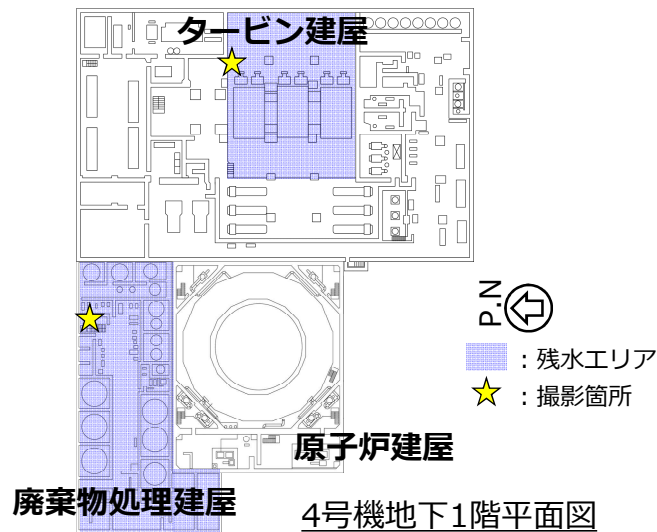 タービン建屋
P.N
：残水エリア
：撮影箇所
原子炉建屋
廃棄物処理建屋
4号機地下1階平面図